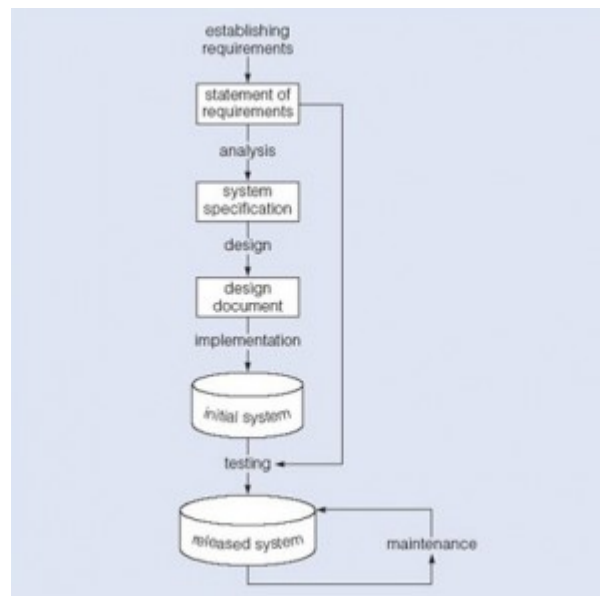 establishing
requirements
statement of
requirements
analysis
system
specification
design
design
document
implementation
initial system
testing
released system
maintenance